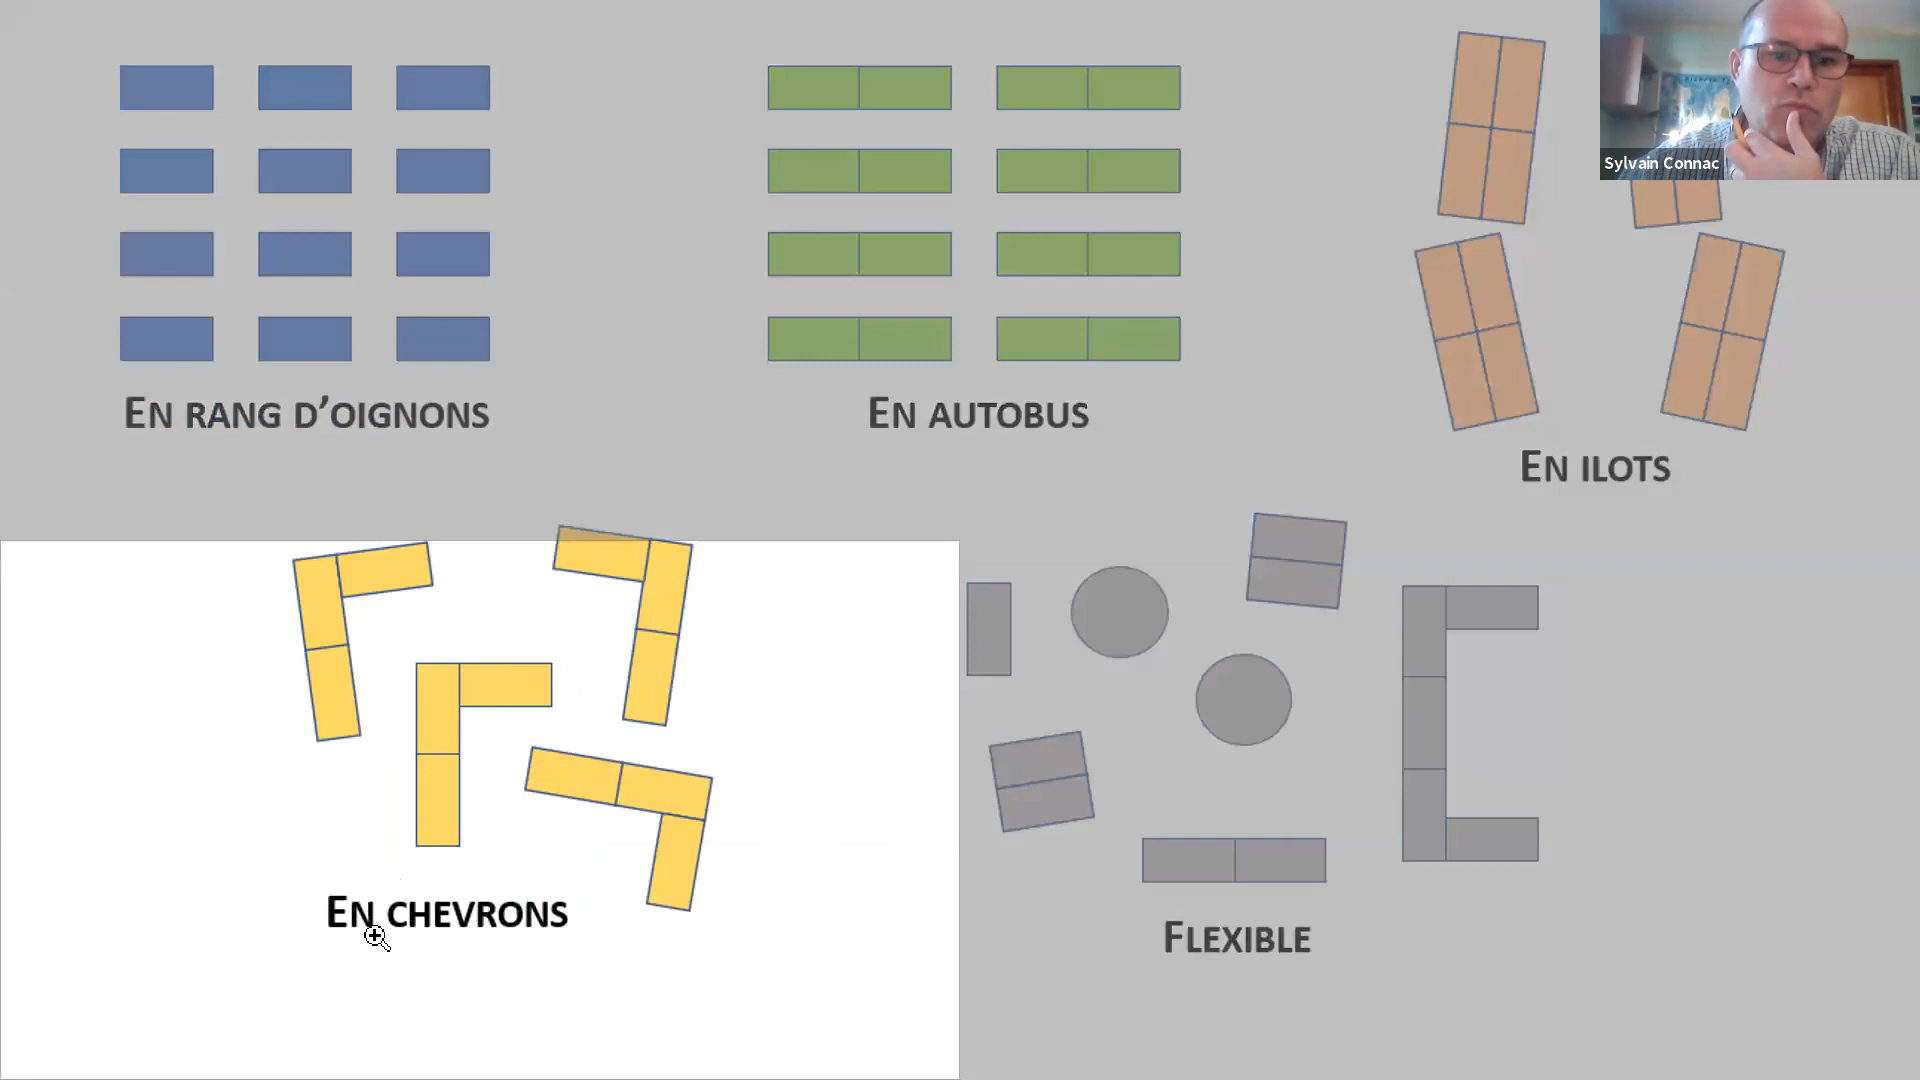 Sylvain Connac
EN RANG D’OIGNONS
EN AUTOBUS
EN ILOTS
EN CHEVRONS
FLEXIBLE